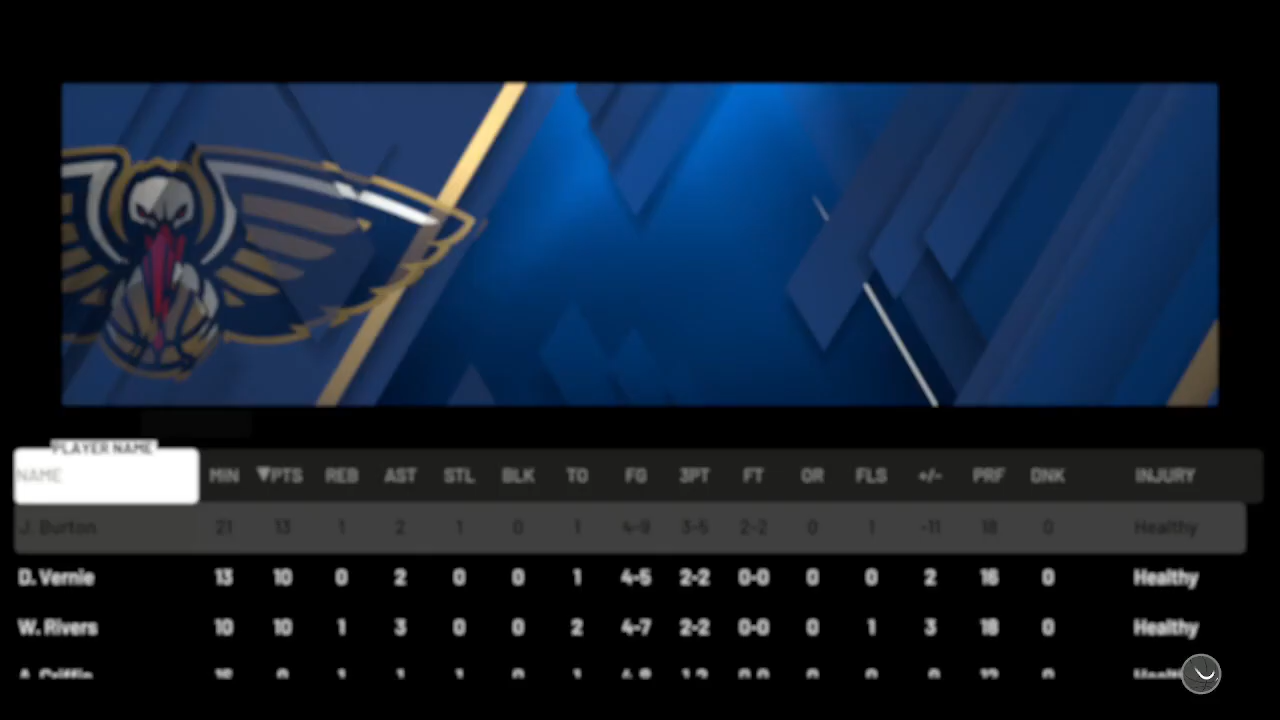 PLAYER NAME
NAME MIN ▼PTS REB AST STL BLK TO FG 3PT FT OR FLS +/- PRF DNK INJURY
J. Burton 21 13 1 2 1 0 1 4-9 3-5 2-2 0 1 -11 18 0 Healthy
D. Vernie 13 10 0 2 0 0 1 4-5 2-2 0-0 0 0 2 16 0 Healthy
W. Rivers 10 10 1 3 0 0 2 4-7 2-2 0-0 0 1 3 18 0 Healthy